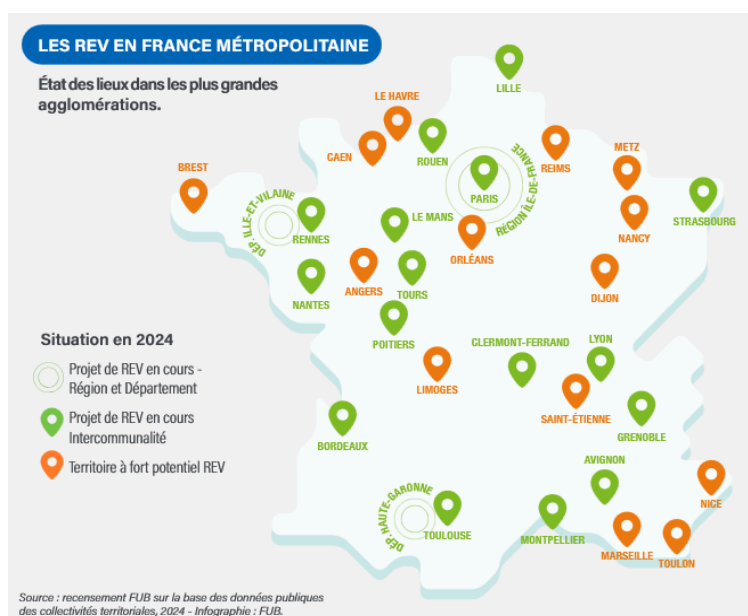 LES REV EN FRANCE MÉTROPOLITAINE
État des lieux dans les plus grandes
agglomérations.
LILLE
LE HAVRE
CAEN
ROUEN
RÉGION ÎLE-DE-FRANCE
PARIS
REIMS
METZ
BREST
DÉP. ILLE-ET-VILAINE
RENNES
LE MANS
STRASBOURG
NANCY
ORLÉANS
ANGERS
TOURS
NANTES
DIJON
Situation en 2024
Projet de REV en cours -
Région et Département
Projet de REV en cours
Intercommunalité
Territoire à fort potentiel REV
POITIERS
CLERMONT-FERRAND
LYON
LIMOGES
SAINT-ÉTIENNE
GRENOBLE
BORDEAUX
AVIGNON
DÉP. HAUTE-GARONNE
TOULOUSE
MONTPELLIER
NICE
MARSEILLE
TOULON
Source : recensement FUB sur la base des données publiques
des collectivités territoriales, 2024 - Infographie : FUB.